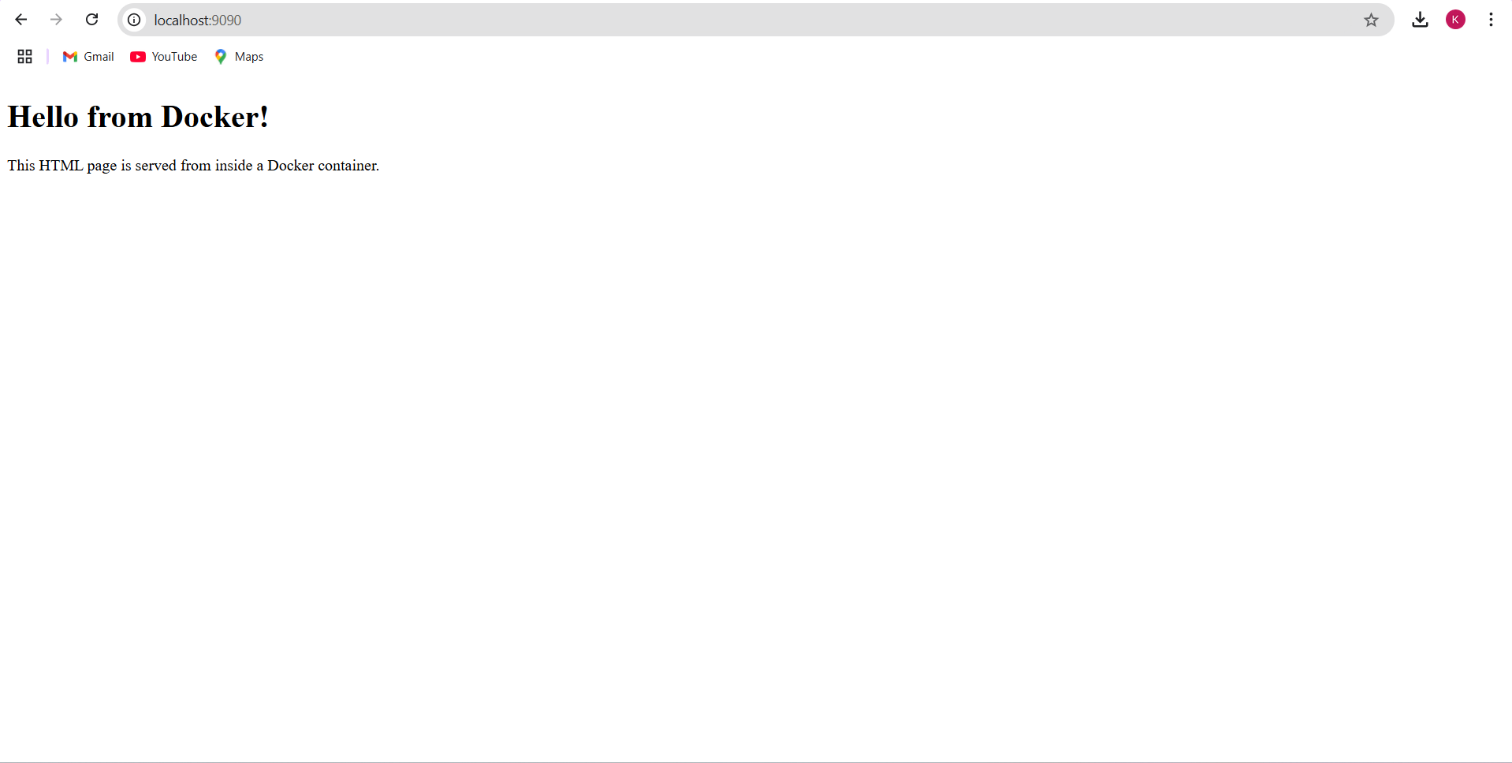 localhost:9090
K
Gmail YouTube Maps
Hello from Docker!
This HTML page is served from inside a Docker container.